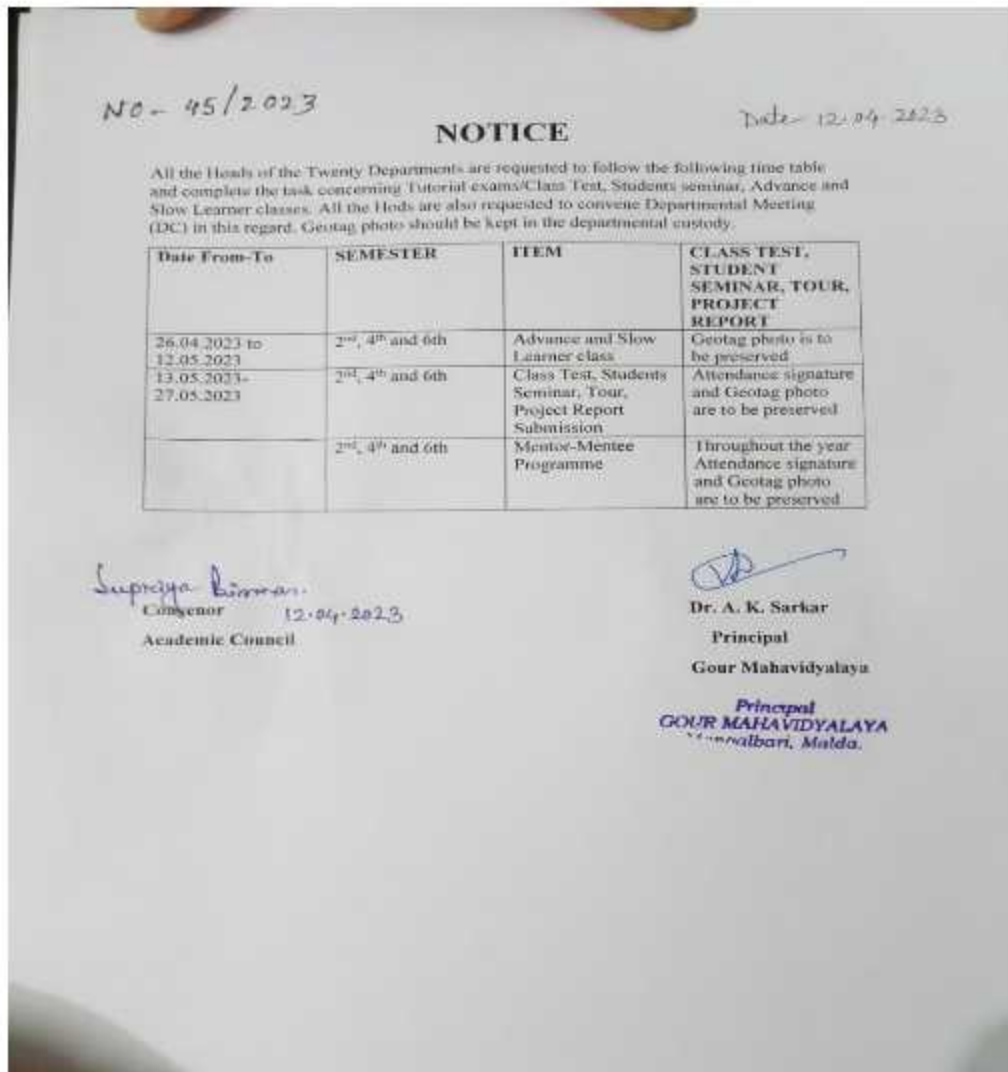 NO- 45/2023
Date- 12.04.2023
NOTICE
All the Heads of the Twenty Departments are requested to follow the following time table
and complete the task concerning Tutorial exams/Class Test, Students seminar, Advance and
Slow Learner classes. All the Hods are also requested to convene Departmental Meeting
(DC) in this regard. Geotag photo should be kept in the departmental custody.
Date From-To SEMESTER ITEM CLASS TEST,
STUDENT
SEMINAR, TOUR,
PROJECT
REPORT
26.04.2023 to 2nd, 4th and 6th Advance and Slow Geotag photo is to
12.05.2023 Learner class be preserved
13.05.2023- 2nd, 4th and 6th Class Test, Students Attendance signature
27.05.2023 Seminar, Tour, and Geotag photo
Project Report are to be preserved
Submission
2nd, 4th and 6th Mentor-Mentee Throughout the year
Programme Attendance signature
and Geotag photo
are to be preserved
Supriya
Convenor 12.04.2023
Academic Council
Dr. A. K. Sarkar
Principal
Gour Mahavidyalaya
Principal
GOUR MAHAVIDYALAYA
Malda.